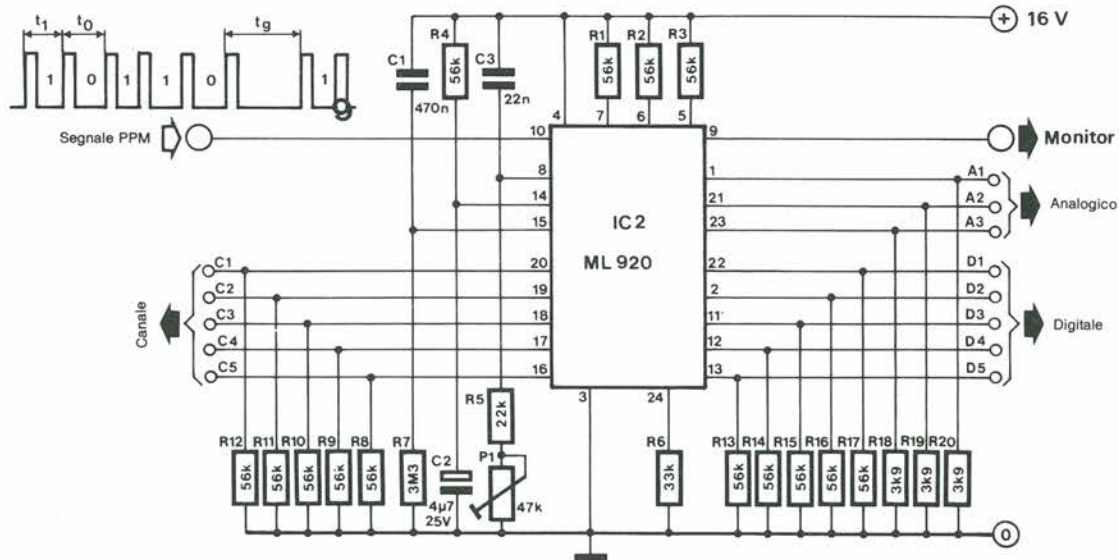 t1 t0 tg
1 0 1 1 0 1
Segnale PPM
16 V
C1 470n
R4 56k
C3 22n
R1 56k
R2 56k
R3 56k
4 7 6 5
10 9
8 1
14 21
15 23
20 22
19 2
18 11
17 12
16 13
3 24
IC2
ML 920
Monitor
A1
A2
A3
Analogico
D1
D2
D3
D4
D5
Digitale
C1
C2
C3
C4
C5
Canale
R12 56k
R11 56k
R10 56k
R9 56k
R8 56k
R7 3M3
C2 4µ7 25V
R5 22k
P1 47k
R6 33k
R13 56k
R14 56k
R15 56k
R16 56k
R17 56k
R18 3k9
R19 3k9
R20 3k9
0